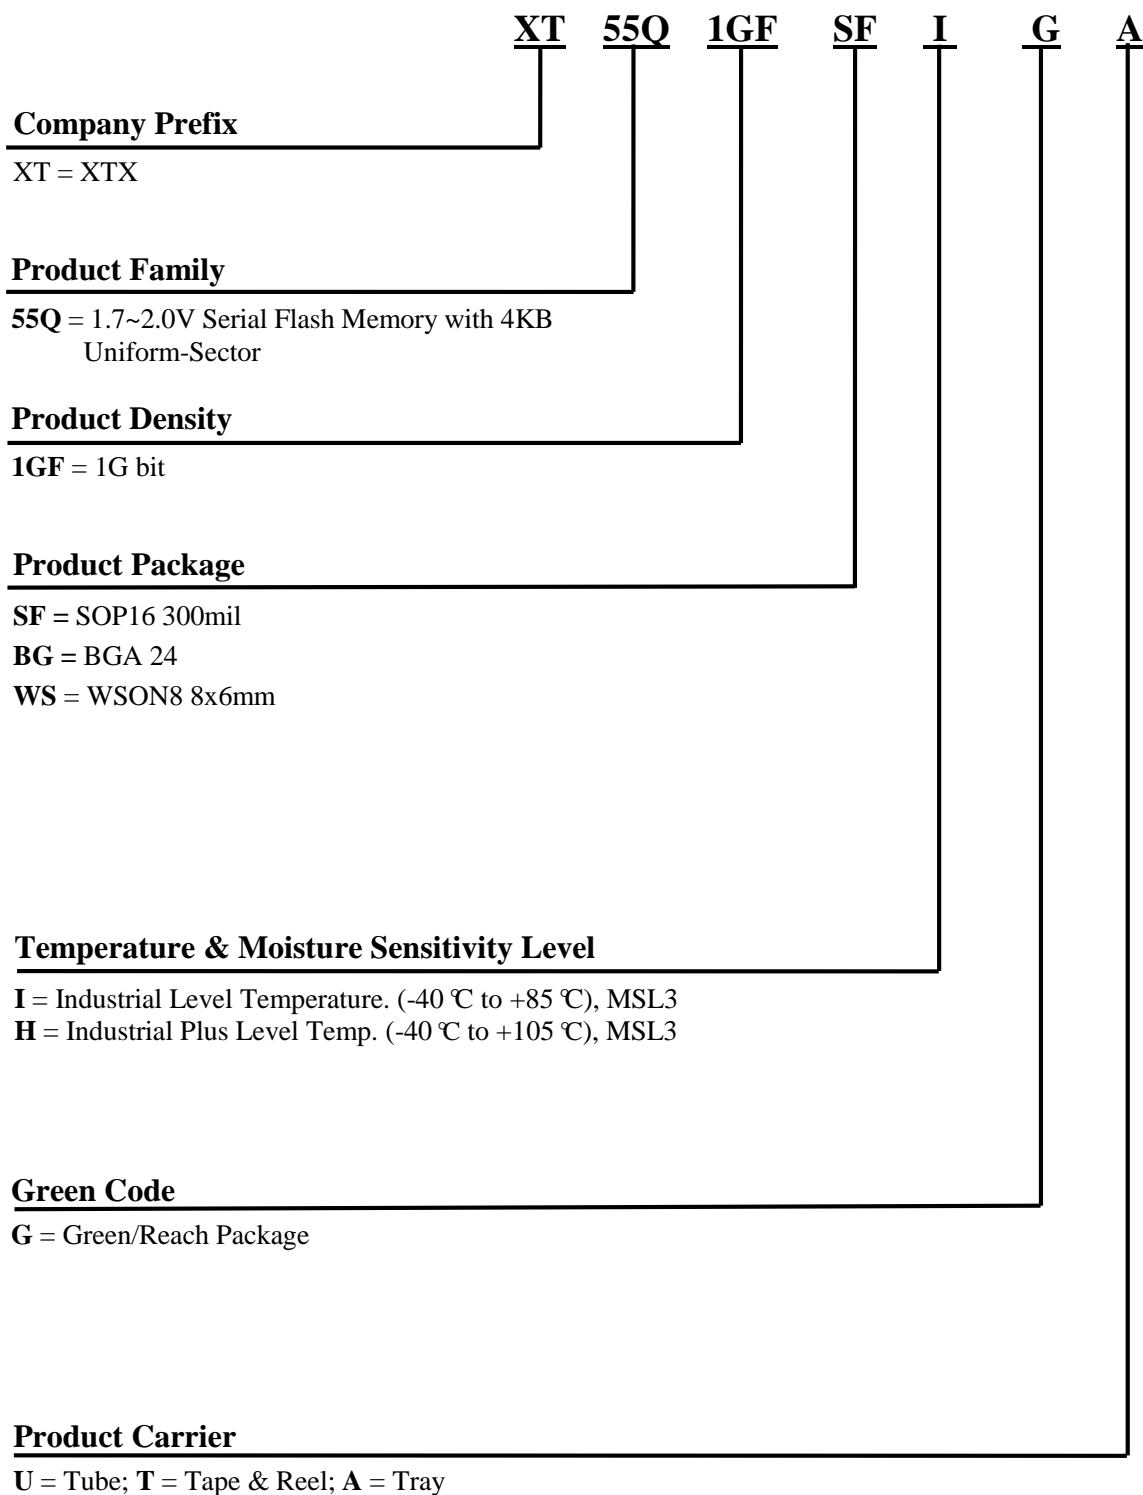 XT 55Q 1GF SF I G A
Company Prefix
XT = XTX
Product Family
55Q = 1.7~2.0V Serial Flash Memory with 4KB
Uniform-Sector
Product Density
1GF = 1G bit
Product Package
SF = SOP16 300mil
BG = BGA 24
WS = WSON8 8x6mm
Temperature & Moisture Sensitivity Level
I = Industrial Level Temperature. (-40 ℃ to +85 ℃), MSL3
H = Industrial Plus Level Temp. (-40 ℃ to +105 ℃), MSL3
Green Code
G = Green/Reach Package
Product Carrier
U = Tube; T = Tape & Reel; A = Tray